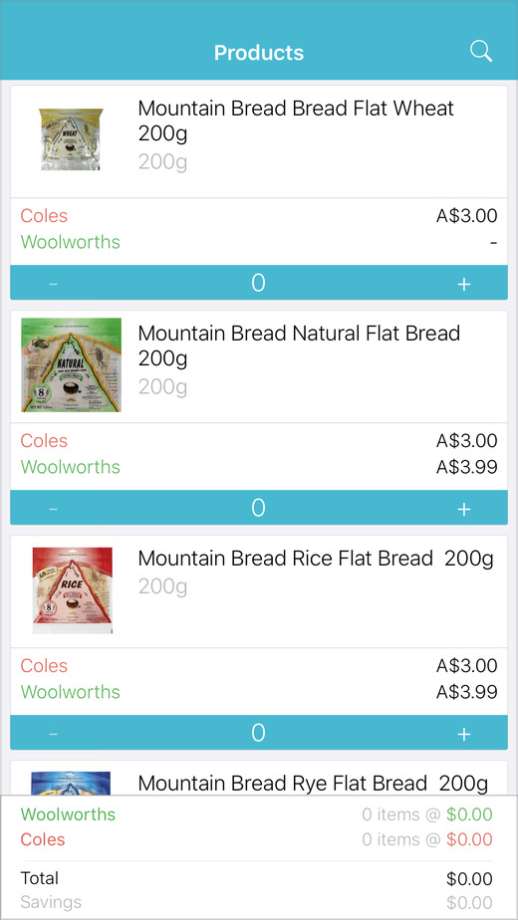 Products
Mountain Bread Bread Flat Wheat
200g
200g
WHEAT
Coles A$3.00
Woolworths -
- 0 +
Mountain Bread Natural Flat Bread
200g
200g
NATURAL
8
Coles A$3.00
Woolworths A$3.99
- 0 +
Mountain Bread Rice Flat Bread  200g
200g
RICE
8
Coles A$3.00
Woolworths A$3.99
- 0 +
Mountain Bread Rye Flat Bread  200g
Woolworths 0 items @ $0.00
Coles 0 items @ $0.00
Total $0.00
Savings $0.00